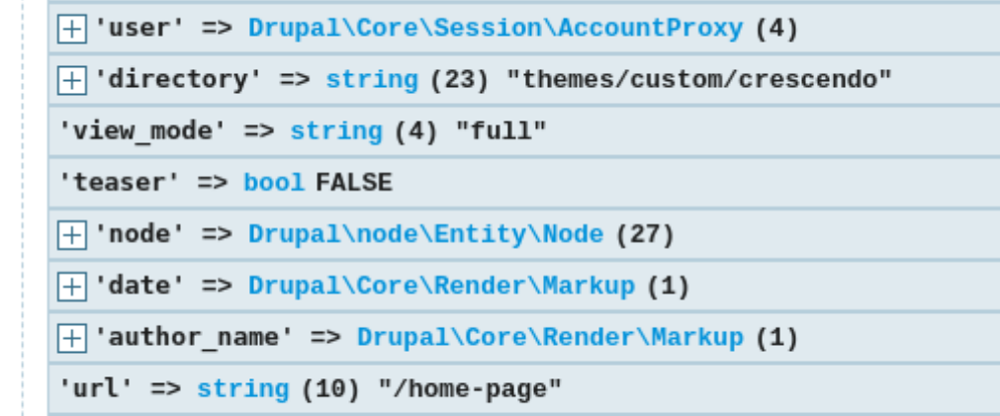 'user' => Drupal\Core\Session\AccountProxy (4)
'directory' => string (23) "themes/custom/crescendo"
'view_mode' => string (4) "full"
'teaser' => bool FALSE
'node' => Drupal\node\Entity\Node (27)
'date' => Drupal\Core\Render\Markup (1)
'author_name' => Drupal\Core\Render\Markup (1)
'url' => string (10) "/home-page"